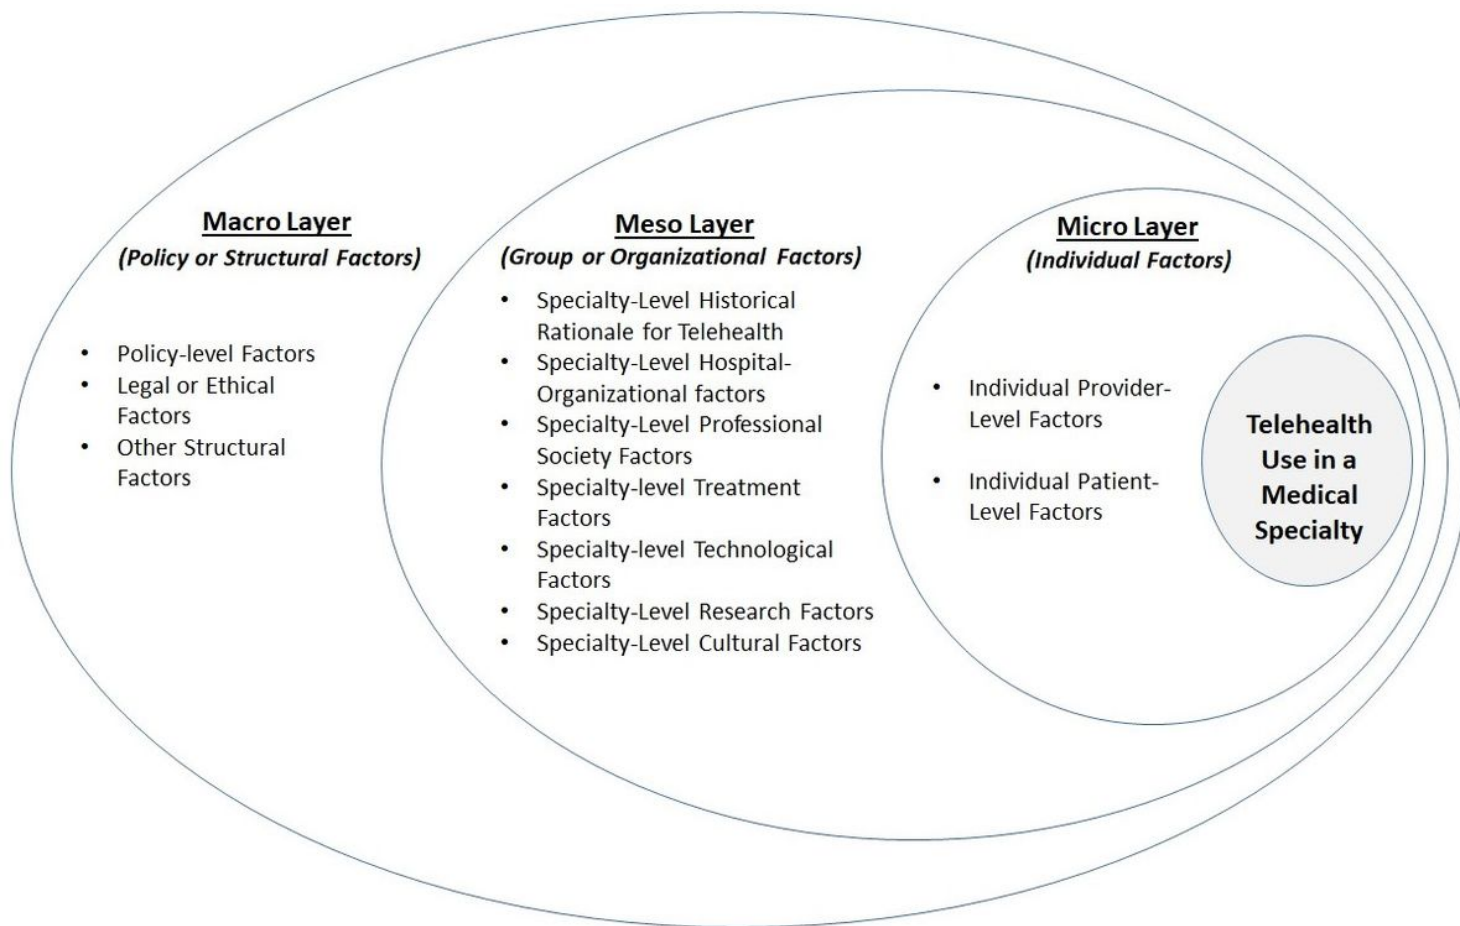 Macro Layer
(Policy or Structural Factors)
• Policy-level Factors
• Legal or Ethical
Factors
• Other Structural
Factors
Meso Layer
(Group or Organizational Factors)
• Specialty-Level Historical
Rationale for Telehealth
• Specialty-Level Hospital-
Organizational factors
• Specialty-Level Professional
Society Factors
• Specialty-level Treatment
Factors
• Specialty-level Technological
Factors
• Specialty-Level Research Factors
• Specialty-Level Cultural Factors
Micro Layer
(Individual Factors)
• Individual Provider-
Level Factors
• Individual Patient-
Level Factors
Telehealth
Use in a
Medical
Specialty